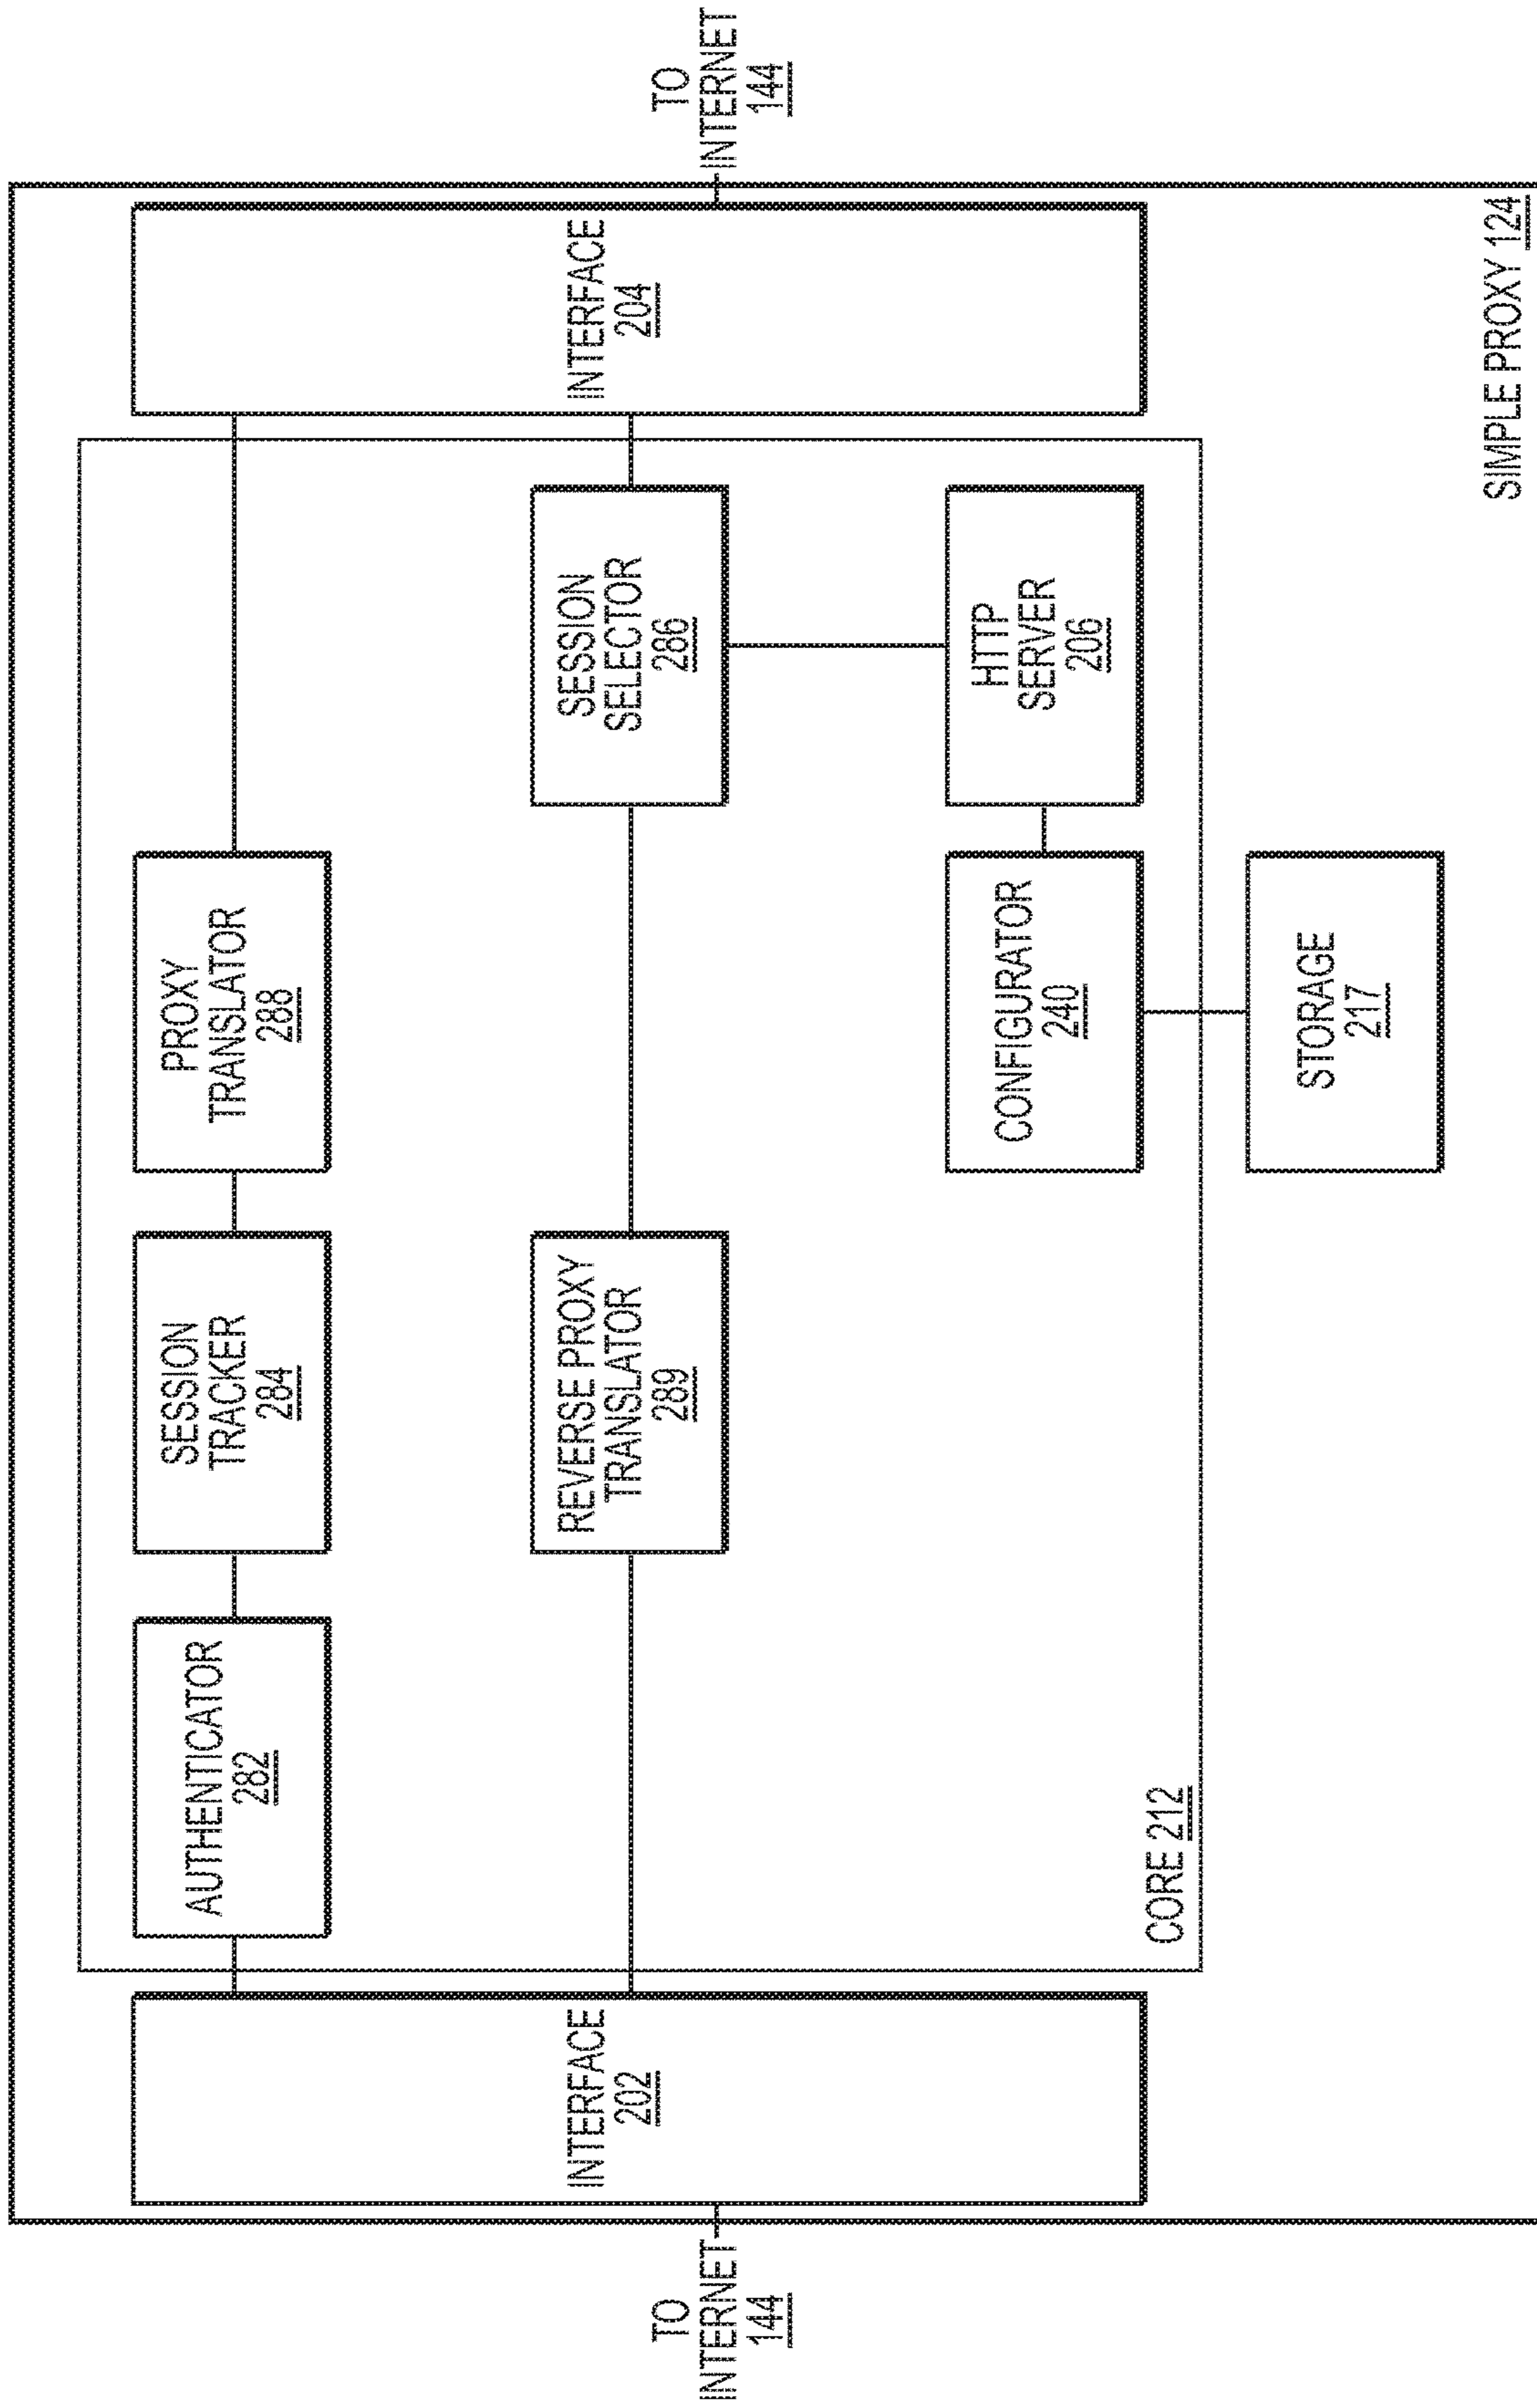 TO
INTERNET
144
INTERFACE
202
AUTHENTICATOR
282
SESSION
TRACKER
284
PROXY
TRANSLATOR
288
REVERSE PROXY
TRANSLATOR
289
SESSION
SELECTOR
286
CONFIGURATOR
240
HTTP
SERVER
206
CORE 212
STORAGE
217
INTERFACE
204
TO
INTERNET
144
SIMPLE PROXY 124